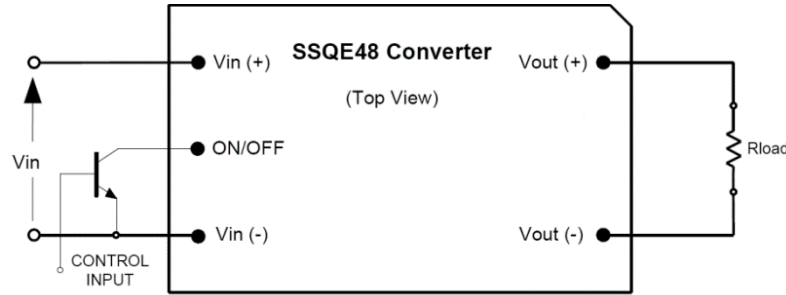 SSQE48 Converter
(Top View)
Vin (+)
Vout (+)
ON/OFF
Vin
Rload
Vin (-)
Vout (-)
CONTROL
INPUT